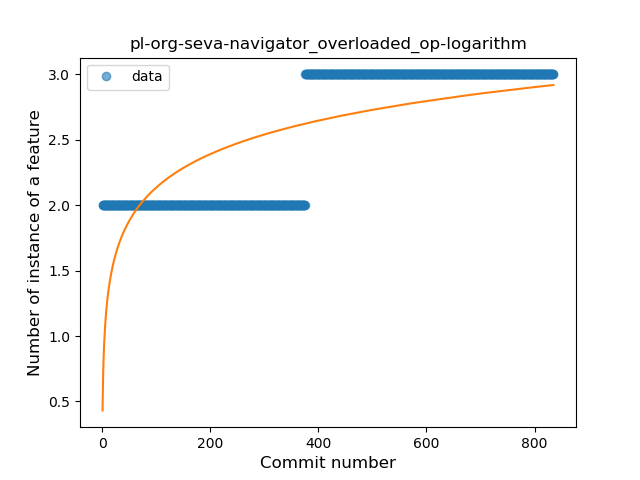 pl-org-seva-navigator_overloaded_op-logarithm
data
Number of instance of a feature
3.0
2.5
2.0
1.5
1.0
0.5
0 200 400 600 800
Commit number